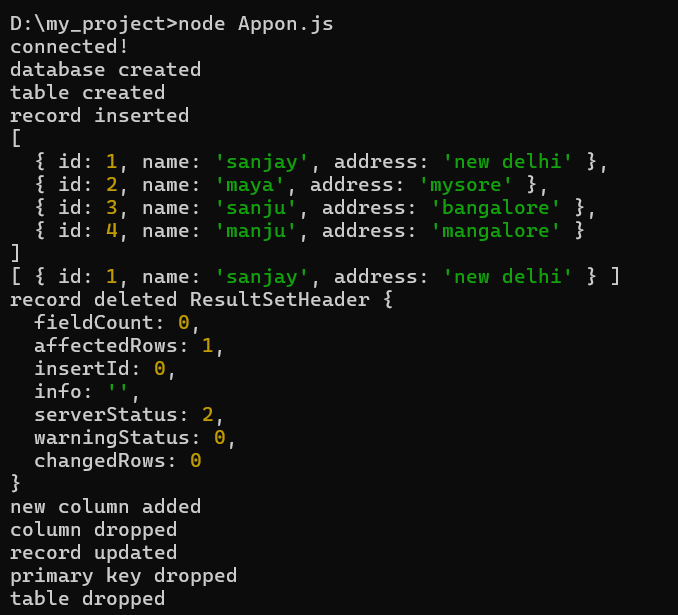 D:\my_project>node Appon.js
connected!
database created
table created
record inserted
[
  { id: 1, name: 'sanjay', address: 'new delhi' },
  { id: 2, name: 'maya', address: 'mysore' },
  { id: 3, name: 'sanju', address: 'bangalore' },
  { id: 4, name: 'manju', address: 'mangalore' }
]
[ { id: 1, name: 'sanjay', address: 'new delhi' } ]
record deleted ResultSetHeader {
  fieldCount: 0,
  affectedRows: 1,
  insertId: 0,
  info: '',
  serverStatus: 2,
  warningStatus: 0,
  changedRows: 0
}
new column added
column dropped
record updated
primary key dropped
table dropped